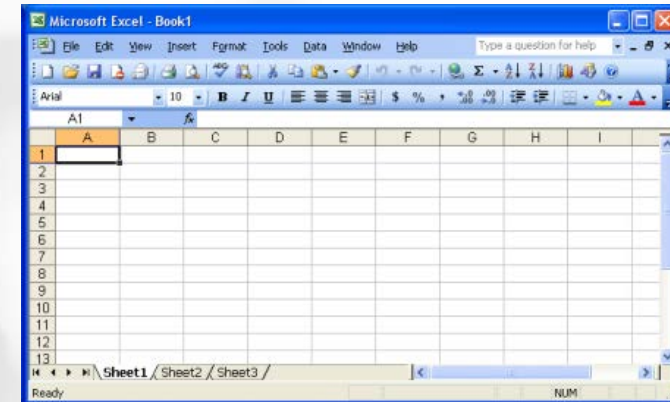 Microsoft Excel - Book1
File Edit View Insert Format Tools Data Window Help Type a question for help
Arial 10 B I U $ % ,
A1 fx
A B C D E F G H I
1
2
3
4
5
6
7
8
9
10
11
12
13
Sheet1 Sheet2 Sheet3
Ready NUM